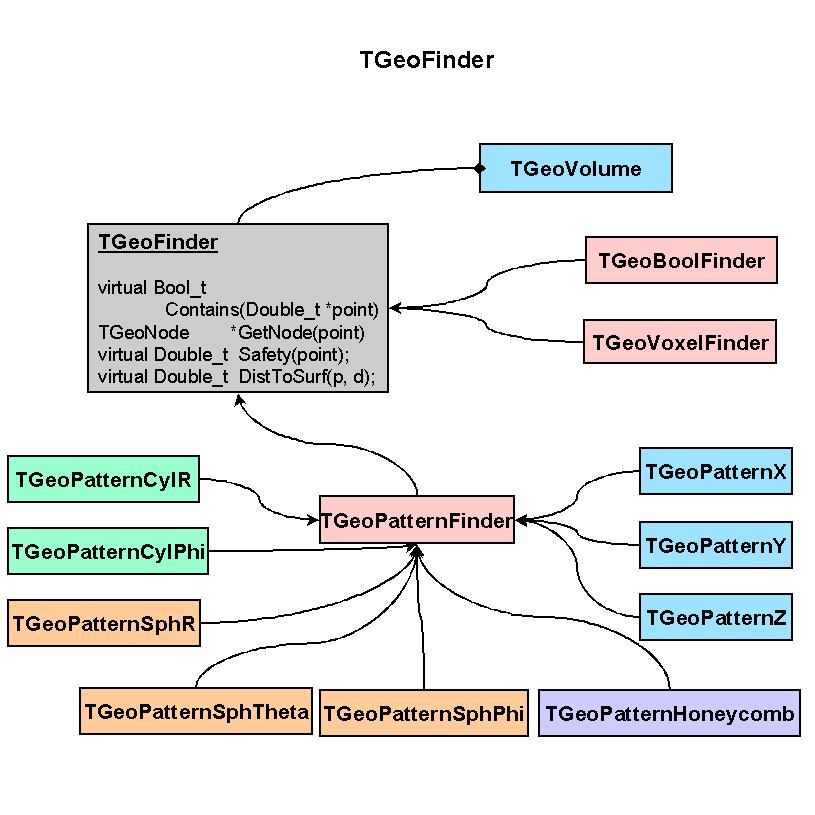 TGeoFinder
TGeoVolume
TGeoFinder
virtual Bool_t
Contains(Double_t *point)
TGeoNode *GetNode(point)
virtual Double_t Safety(point);
virtual Double_t DistToSurf(p, d);
TGeoBoolFinder
TGeoVoxelFinder
TGeoPatternCylR
TGeoPatternCylPhi
TGeoPatternSphR
TGeoPatternFinder
TGeoPatternX
TGeoPatternY
TGeoPatternZ
TGeoPatternSphTheta
TGeoPatternSphPhi
TGeoPatternHoneycomb